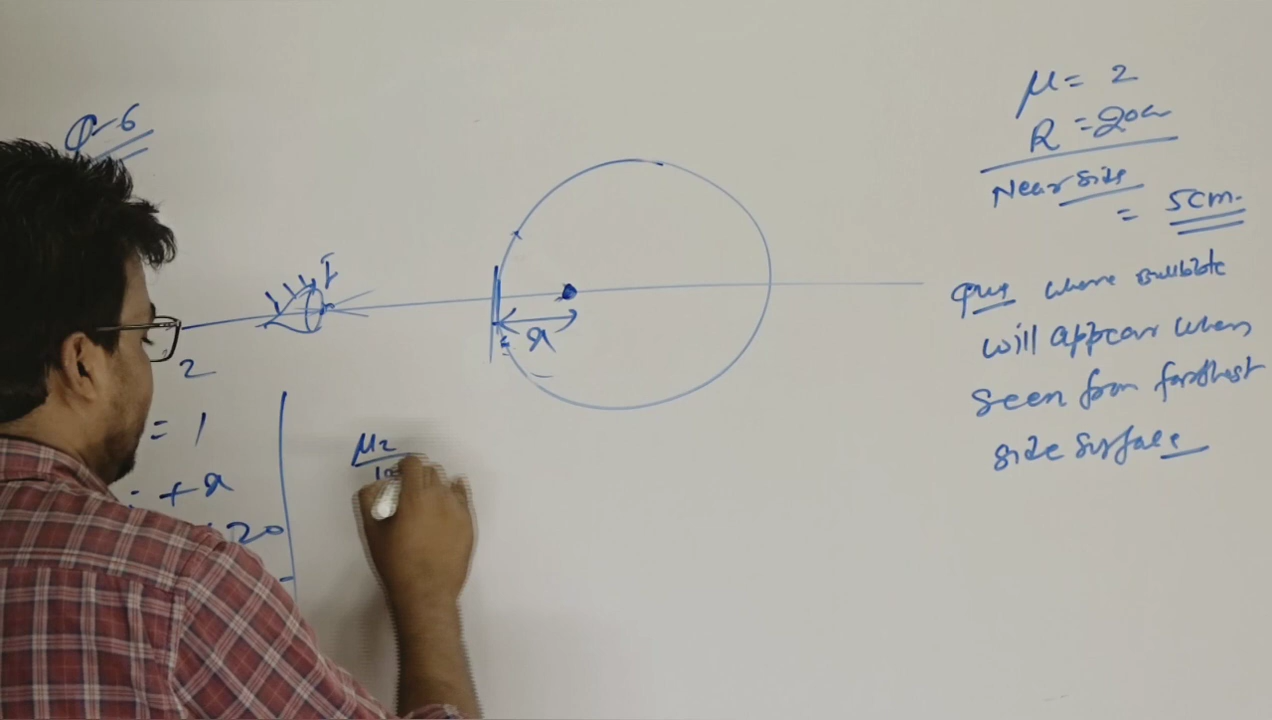 Q-6
μ = 2
R = 20cm
Near side
= 5cm.
Ques where Bubble
will appear when
seen from farthest
side surface
I
x
2
= 1
+ x
20
μ2